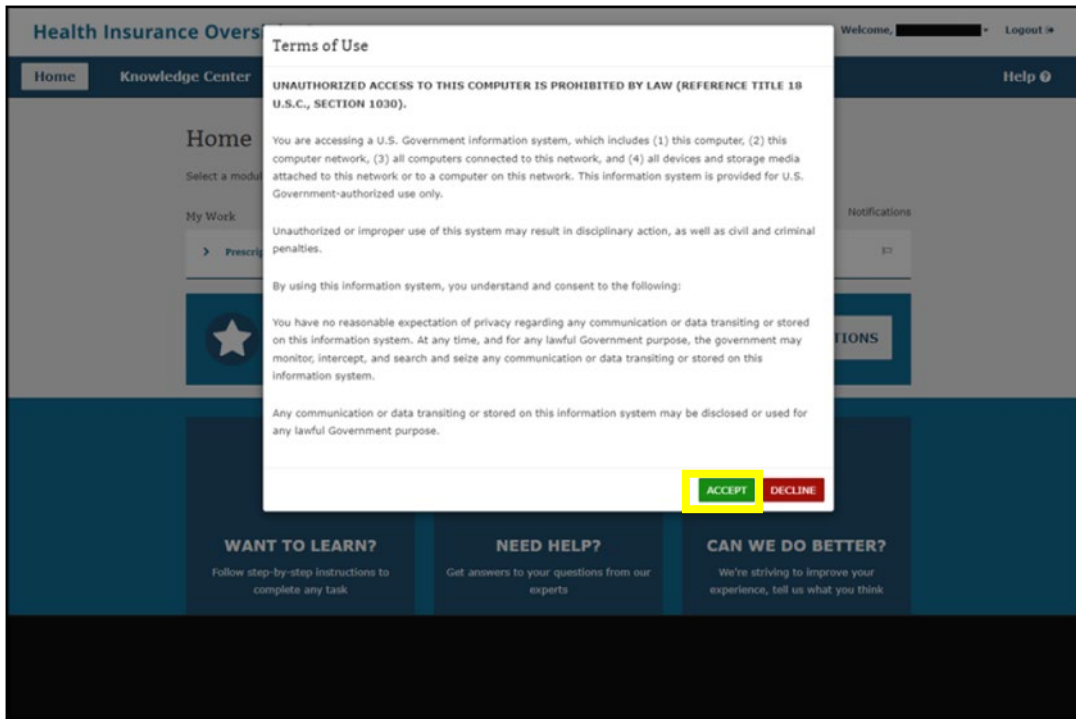 Health Insurance Overs
Welcome,
Logout
Home
Knowledge Center
Help
Terms of Use
UNAUTHORIZED ACCESS TO THIS COMPUTER IS PROHIBITED BY LAW (REFERENCE TITLE 18
U.S.C., SECTION 1030).
You are accessing a U.S. Government information system, which includes (1) this computer, (2) this
computer network, (3) all computers connected to this network, and (4) all devices and storage media
attached to this network or to a computer on this network. This information system is provided for U.S.
Government-authorized use only.
Unauthorized or improper use of this system may result in disciplinary action, as well as civil and criminal
penalties.
By using this information system, you understand and consent to the following:
You have no reasonable expectation of privacy regarding any communication or data transiting or stored
on this information system. At any time, and for any lawful Government purpose, the government may
monitor, intercept, and search and seize any communication or data transiting or stored on this
information system.
Any communication or data transiting or stored on this information system may be disclosed or used for
any lawful Government purpose.
ACCEPT
DECLINE
Home
Select a modul
My Work
Notifications
Prescrip
TIONS
WANT TO LEARN?
Follow step-by-step instructions to
complete any task
NEED HELP?
Get answers to your questions from our
experts
CAN WE DO BETTER?
We're striving to improve your
experience, tell us what you think